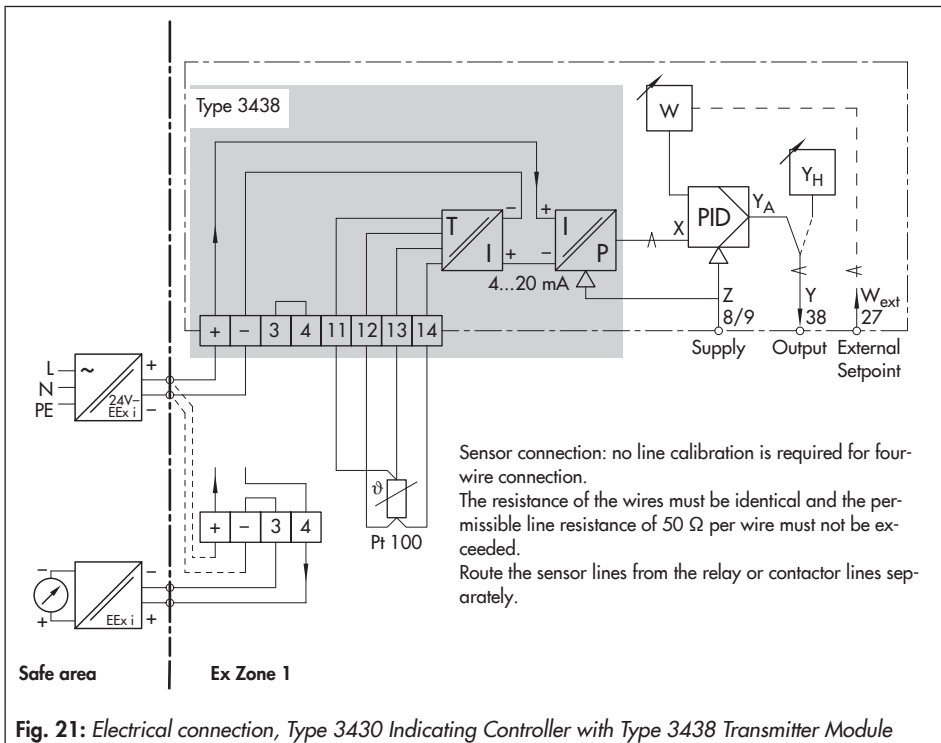 Type 3438
W
Y_H
T
I
I
P
X
PID
Y_A
4...20 mA
Z
Y
W_ext
8/9
38
27
+ − 3 4 11 12 13 14
Supply
Output
External
Setpoint
L
N
PE
~
24V−
EEx i
+
−
− +
+ −
ϑ
Pt 100
+ − 3 4
−
+
EEx i
−
+
Sensor connection: no line calibration is required for four-
wire connection.
The resistance of the wires must be identical and the per-
missible line resistance of 50 Ω per wire must not be ex-
ceeded.
Route the sensor lines from the relay or contactor lines sep-
arately.
Safe area
Ex Zone 1
Fig. 21: Electrical connection, Type 3430 Indicating Controller with Type 3438 Transmitter Module